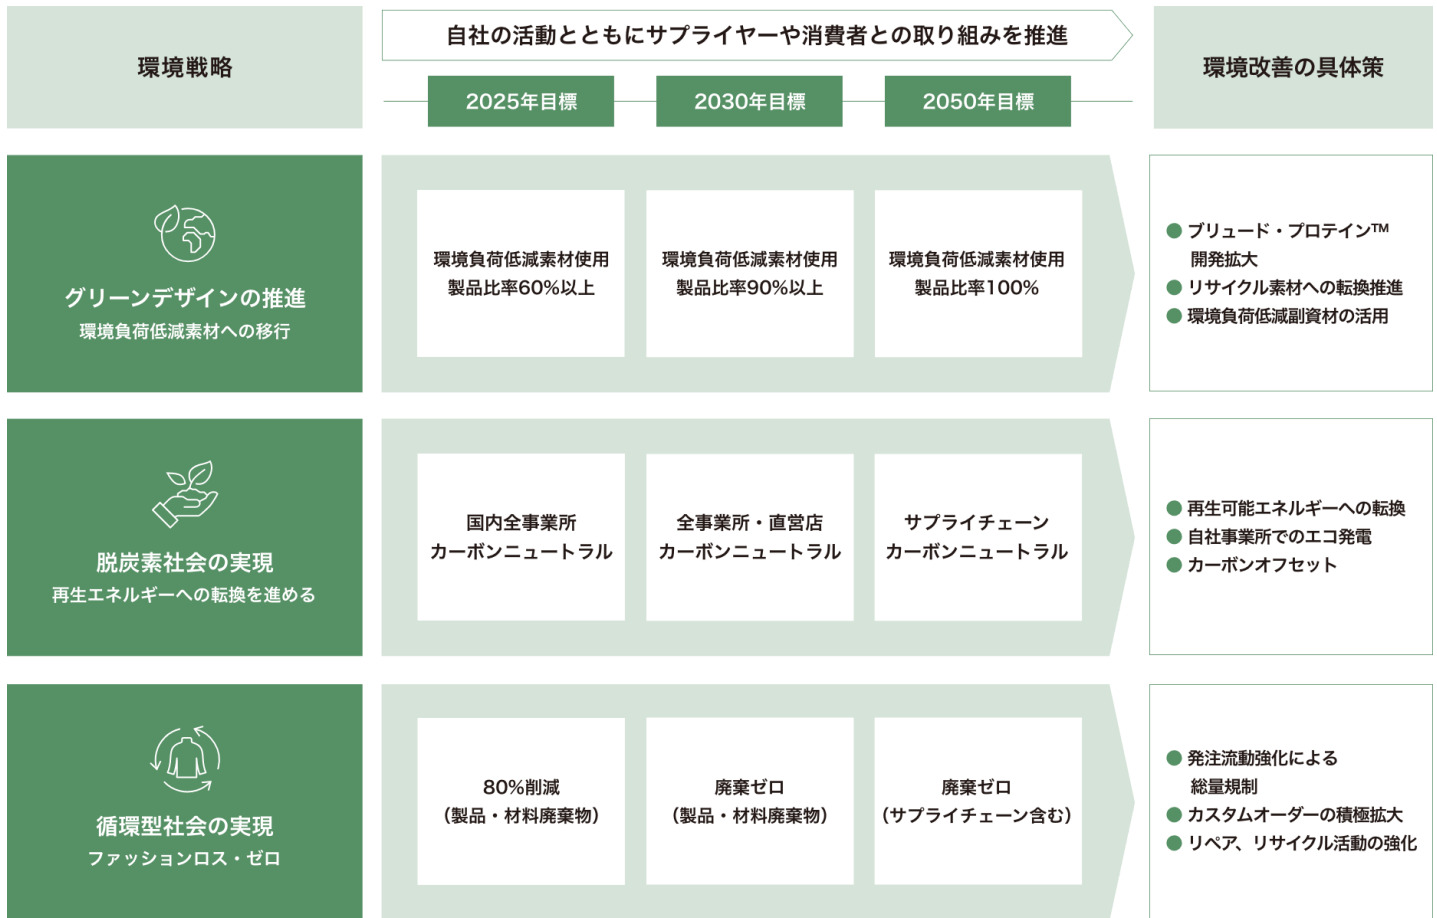 環境戦略
自社の活動とともにサプライヤーや消費者との取り組みを推進
2025年目標
2030年目標
2050年目標
環境改善の具体策
グリーンデザインの推進
環境負荷低減素材への移行
環境負荷低減素材使用
製品比率60%以上
環境負荷低減素材使用
製品比率90%以上
環境負荷低減素材使用
製品比率100%
● ブリュード・プロテイン™
開発拡大
● リサイクル素材への転換推進
● 環境負荷低減副資材の活用
脱炭素社会の実現
再生エネルギーへの転換を進める
国内全事業所
カーボンニュートラル
全事業所・直営店
カーボンニュートラル
サプライチェーン
カーボンニュートラル
● 再生可能エネルギーへの転換
● 自社事業所でのエコ発電
● カーボンオフセット
循環型社会の実現
ファッションロス・ゼロ
80%削減
（製品・材料廃棄物）
廃棄ゼロ
（製品・材料廃棄物）
廃棄ゼロ
（サプライチェーン含む）
● 発注流動強化による
総量規制
● カスタムオーダーの積極拡大
● リペア、リサイクル活動の強化